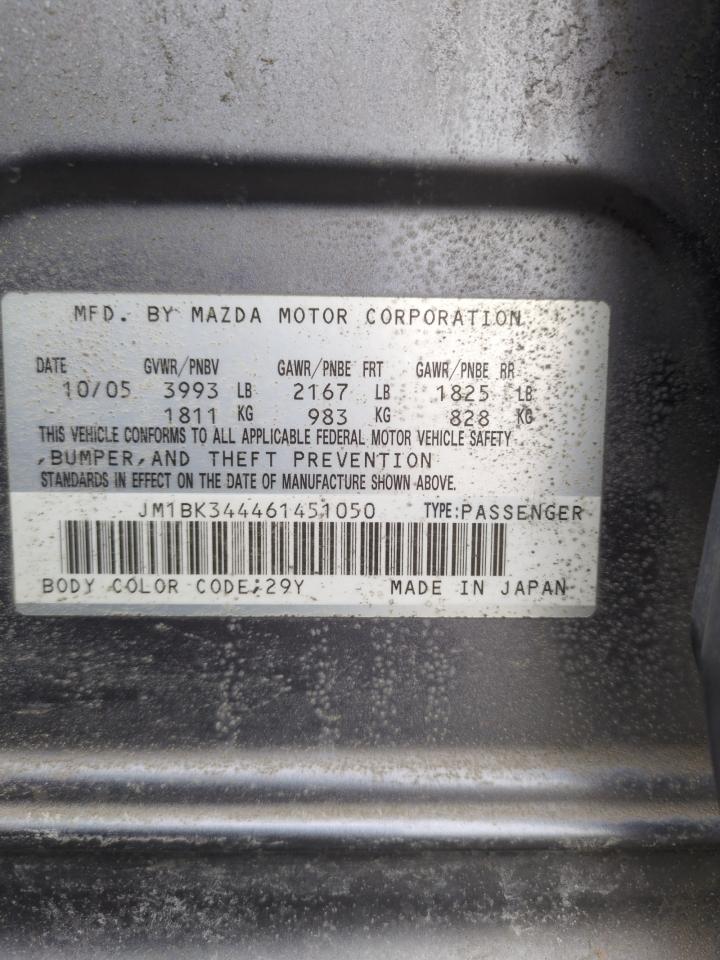 MFD. BY MAZDA MOTOR CORPORATION
DATE GVWR/PNBV GAWR/PNBE FRT GAWR/PNBE RR
10/05 3993 LB 2167 LB 1825 LB
1811 KG 983 KG 828 KG
THIS VEHICLE CONFORMS TO ALL APPLICABLE FEDERAL MOTOR VEHICLE SAFETY
,BUMPER,AND THEFT PREVENTION
STANDARDS IN EFFECT ON THE DATE OF MANUFACTURE SHOWN ABOVE.
JM1BK344461451050 TYPE:PASSENGER
BODY COLOR CODE;29Y MADE IN JAPAN